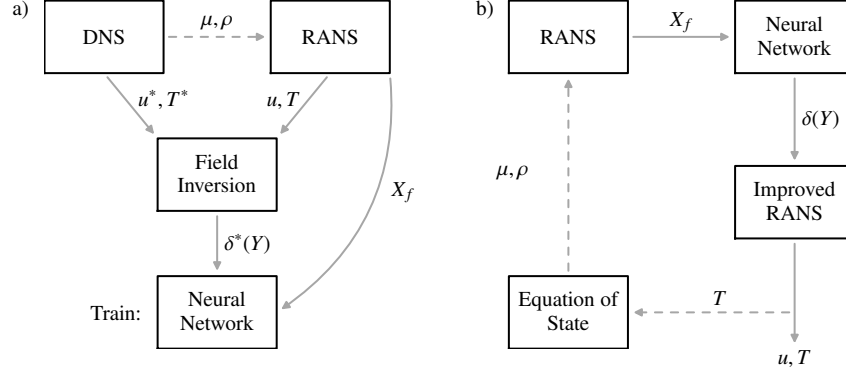 a)
DNS
μ, ρ
RANS
u*, T*
u, T
Field
Inversion
X_f
δ*(Y)
Train:
Neural
Network
b)
RANS
X_f
Neural
Network
δ(Y)
μ, ρ
Improved
RANS
Equation of
State
T
u, T